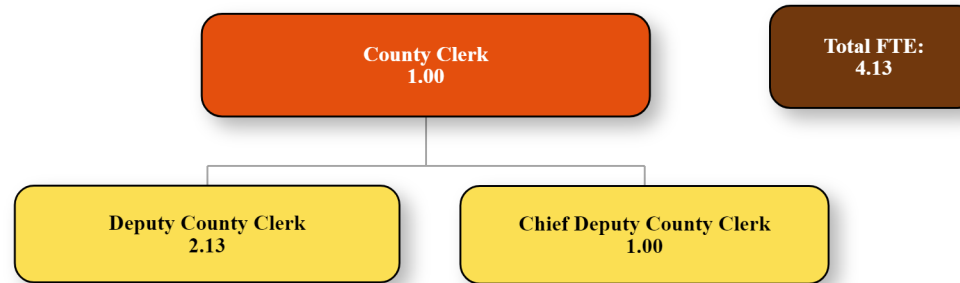 County Clerk
1.00
Total FTE:
4.13
Deputy County Clerk
2.13
Chief Deputy County Clerk
1.00